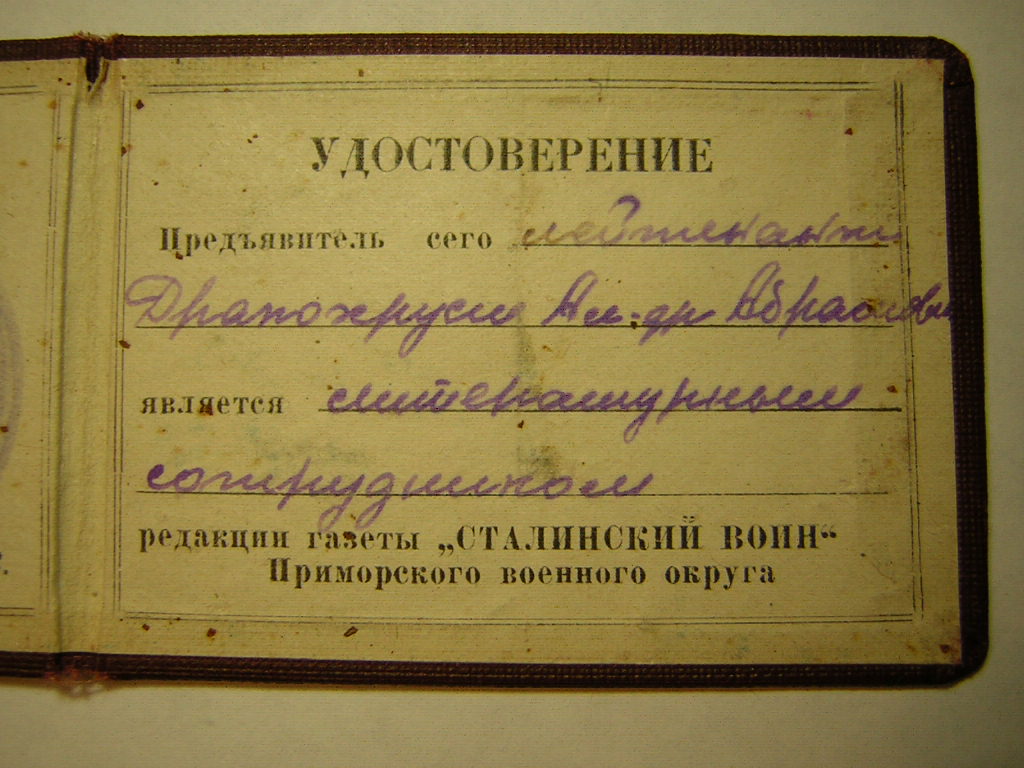 УДОСТОВЕРЕНИЕ
Предъявитель сего лейтенант
Драпохруст Ал-др Абрамович
является литературным
сотрудником
редакции газеты „СТАЛИНСКИЙ ВОИН“
Приморского военного округа